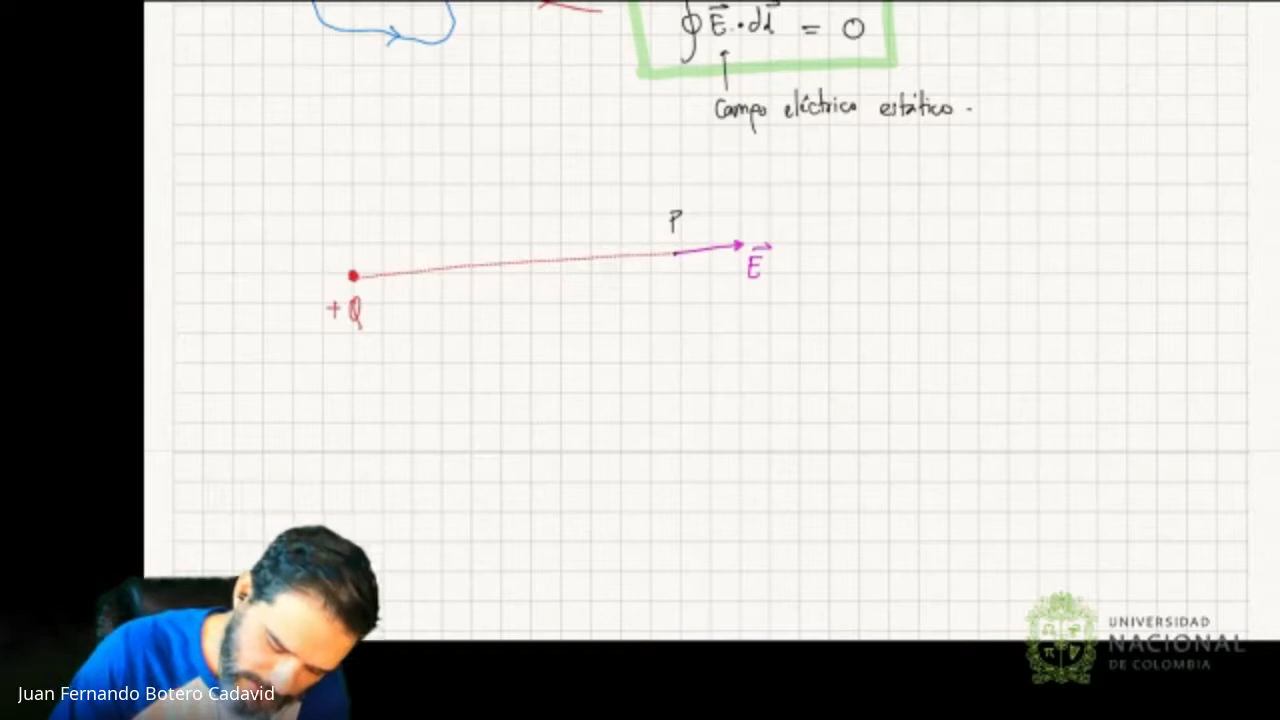 ∮ E⃗ · dl⃗ = 0
Campo eléctrico estático.
P
E⃗
+Q
UNIVERSIDAD
NACIONAL
DE COLOMBIA
Juan Fernando Botero Cadavid